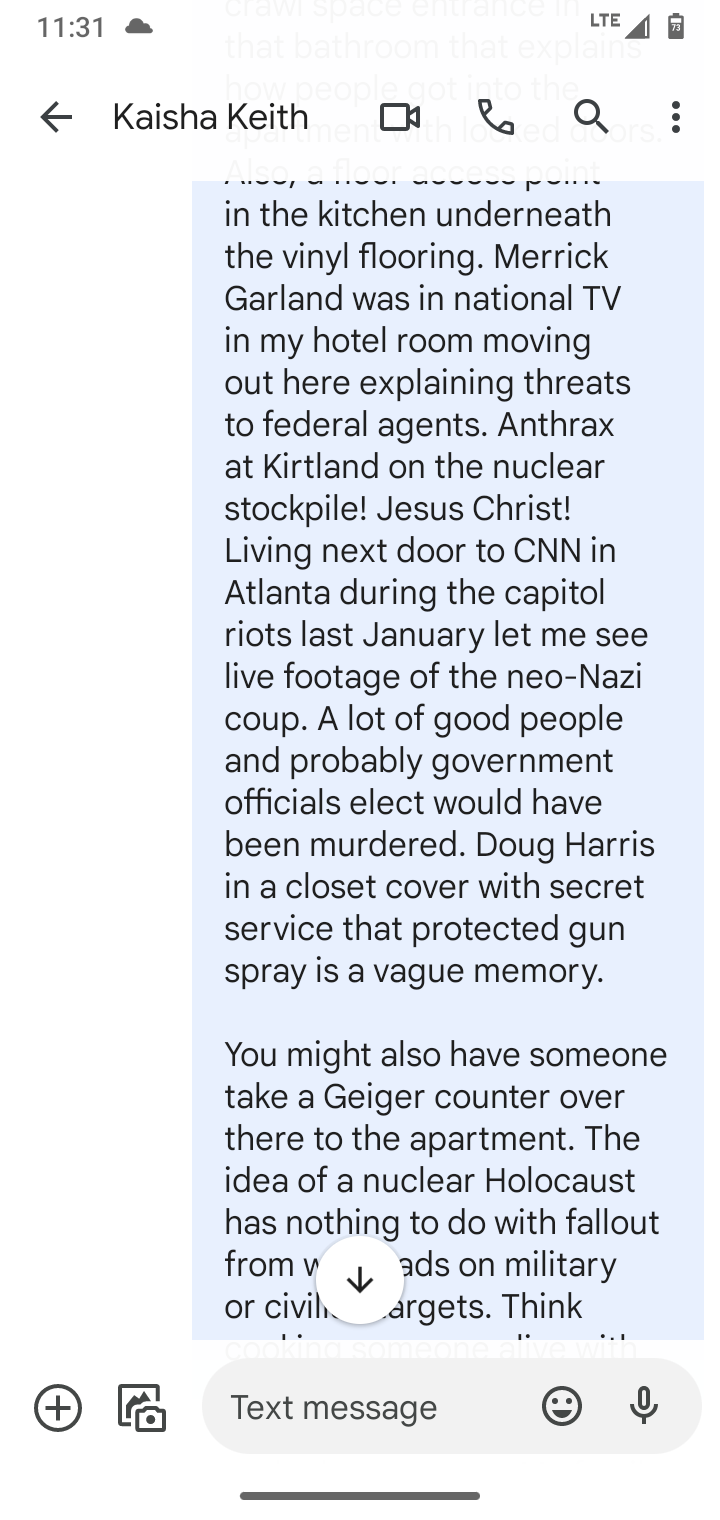 11:31
LTE
73
crawl space entrance in
that bathroom that explains
how people got into the
Kaisha Keith
apartment with locked doors.
Also, a floor access point
in the kitchen underneath
the vinyl flooring. Merrick
Garland was in national TV
in my hotel room moving
out here explaining threats
to federal agents. Anthrax
at Kirtland on the nuclear
stockpile! Jesus Christ!
Living next door to CNN in
Atlanta during the capitol
riots last January let me see
live footage of the neo-Nazi
coup. A lot of good people
and probably government
officials elect would have
been murdered. Doug Harris
in a closet cover with secret
service that protected gun
spray is a vague memory.
You might also have someone
take a Geiger counter over
there to the apartment. The
idea of a nuclear Holocaust
has nothing to do with fallout
from on military
or Think
cooking someone alive with
Text message